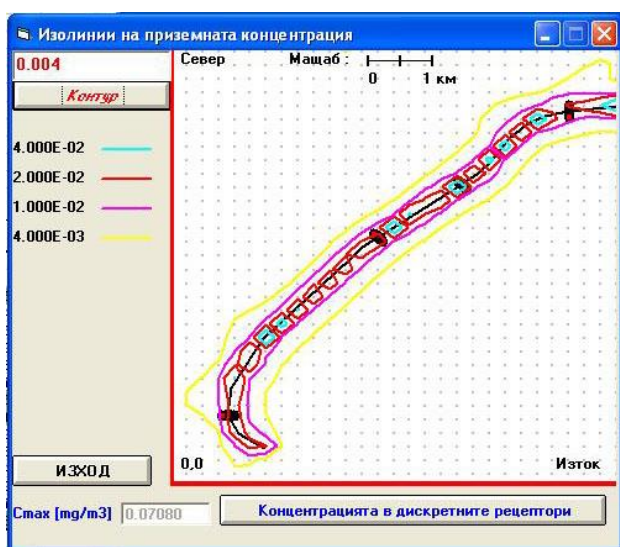 Изолинии на приземната концентрация
0.004
Контур
4.000E-02
2.000E-02
1.000E-02
4.000E-03
Север Мащаб :
0 1 км
0,0 Изток
ИЗХОД
Cmax [mg/m3] 0.07080
Концентрацията в дискретните рецептори